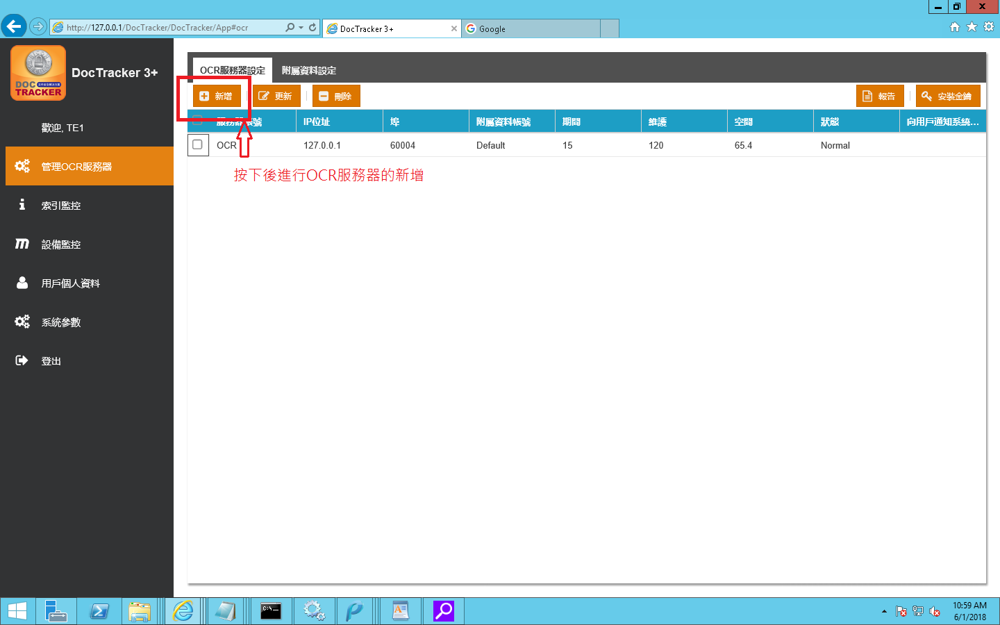 http://127.0.0.1/DocTracker/DocTracker/App#ocr
DocTracker 3+
Google
DOC
TRACKER
DocTracker 3+
歡迎, TE1
管理OCR服務器
索引監控
設備監控
用戶個人資料
系統參數
登出
OCR服務器設定 附屬資料設定
新增 更新 刪除 報告 安裝金鑰
服務器帳號 IP位址 埠 附屬資料帳號 期間 維護 空間 狀態 向用戶通知系統...
OCR 127.0.0.1 60004 Default 15 120 65.4 Normal
按下後進行OCR服務器的新增
10:59 AM
6/1/2018